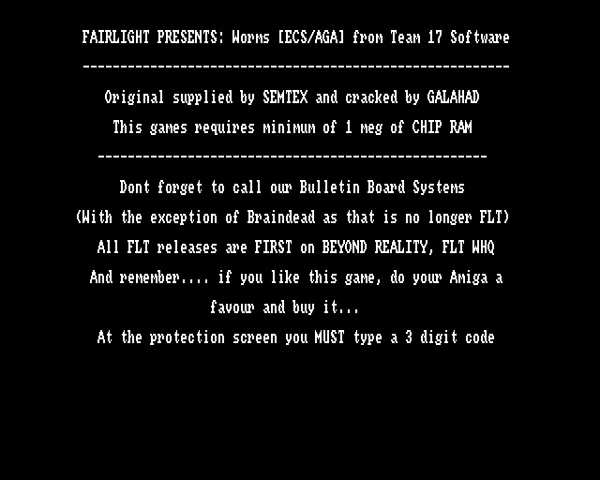 FAIRLIGHT PRESENTS: Worms [ECS/AGA] from Team 17 Software
---------------------------------------------------------
Original supplied by SEMTEX and cracked by GALAHAD
This games requires minimum of 1 meg of CHIP RAM
----------------------------------------------------
Dont forget to call our Bulletin Board Systems
(With the exception of Braindead as that is no longer FLT)
All FLT releases are FIRST on BEYOND REALITY, FLT WHQ
And remember.... if you like this game, do your Amiga a
favour and buy it...
At the protection screen you MUST type a 3 digit code